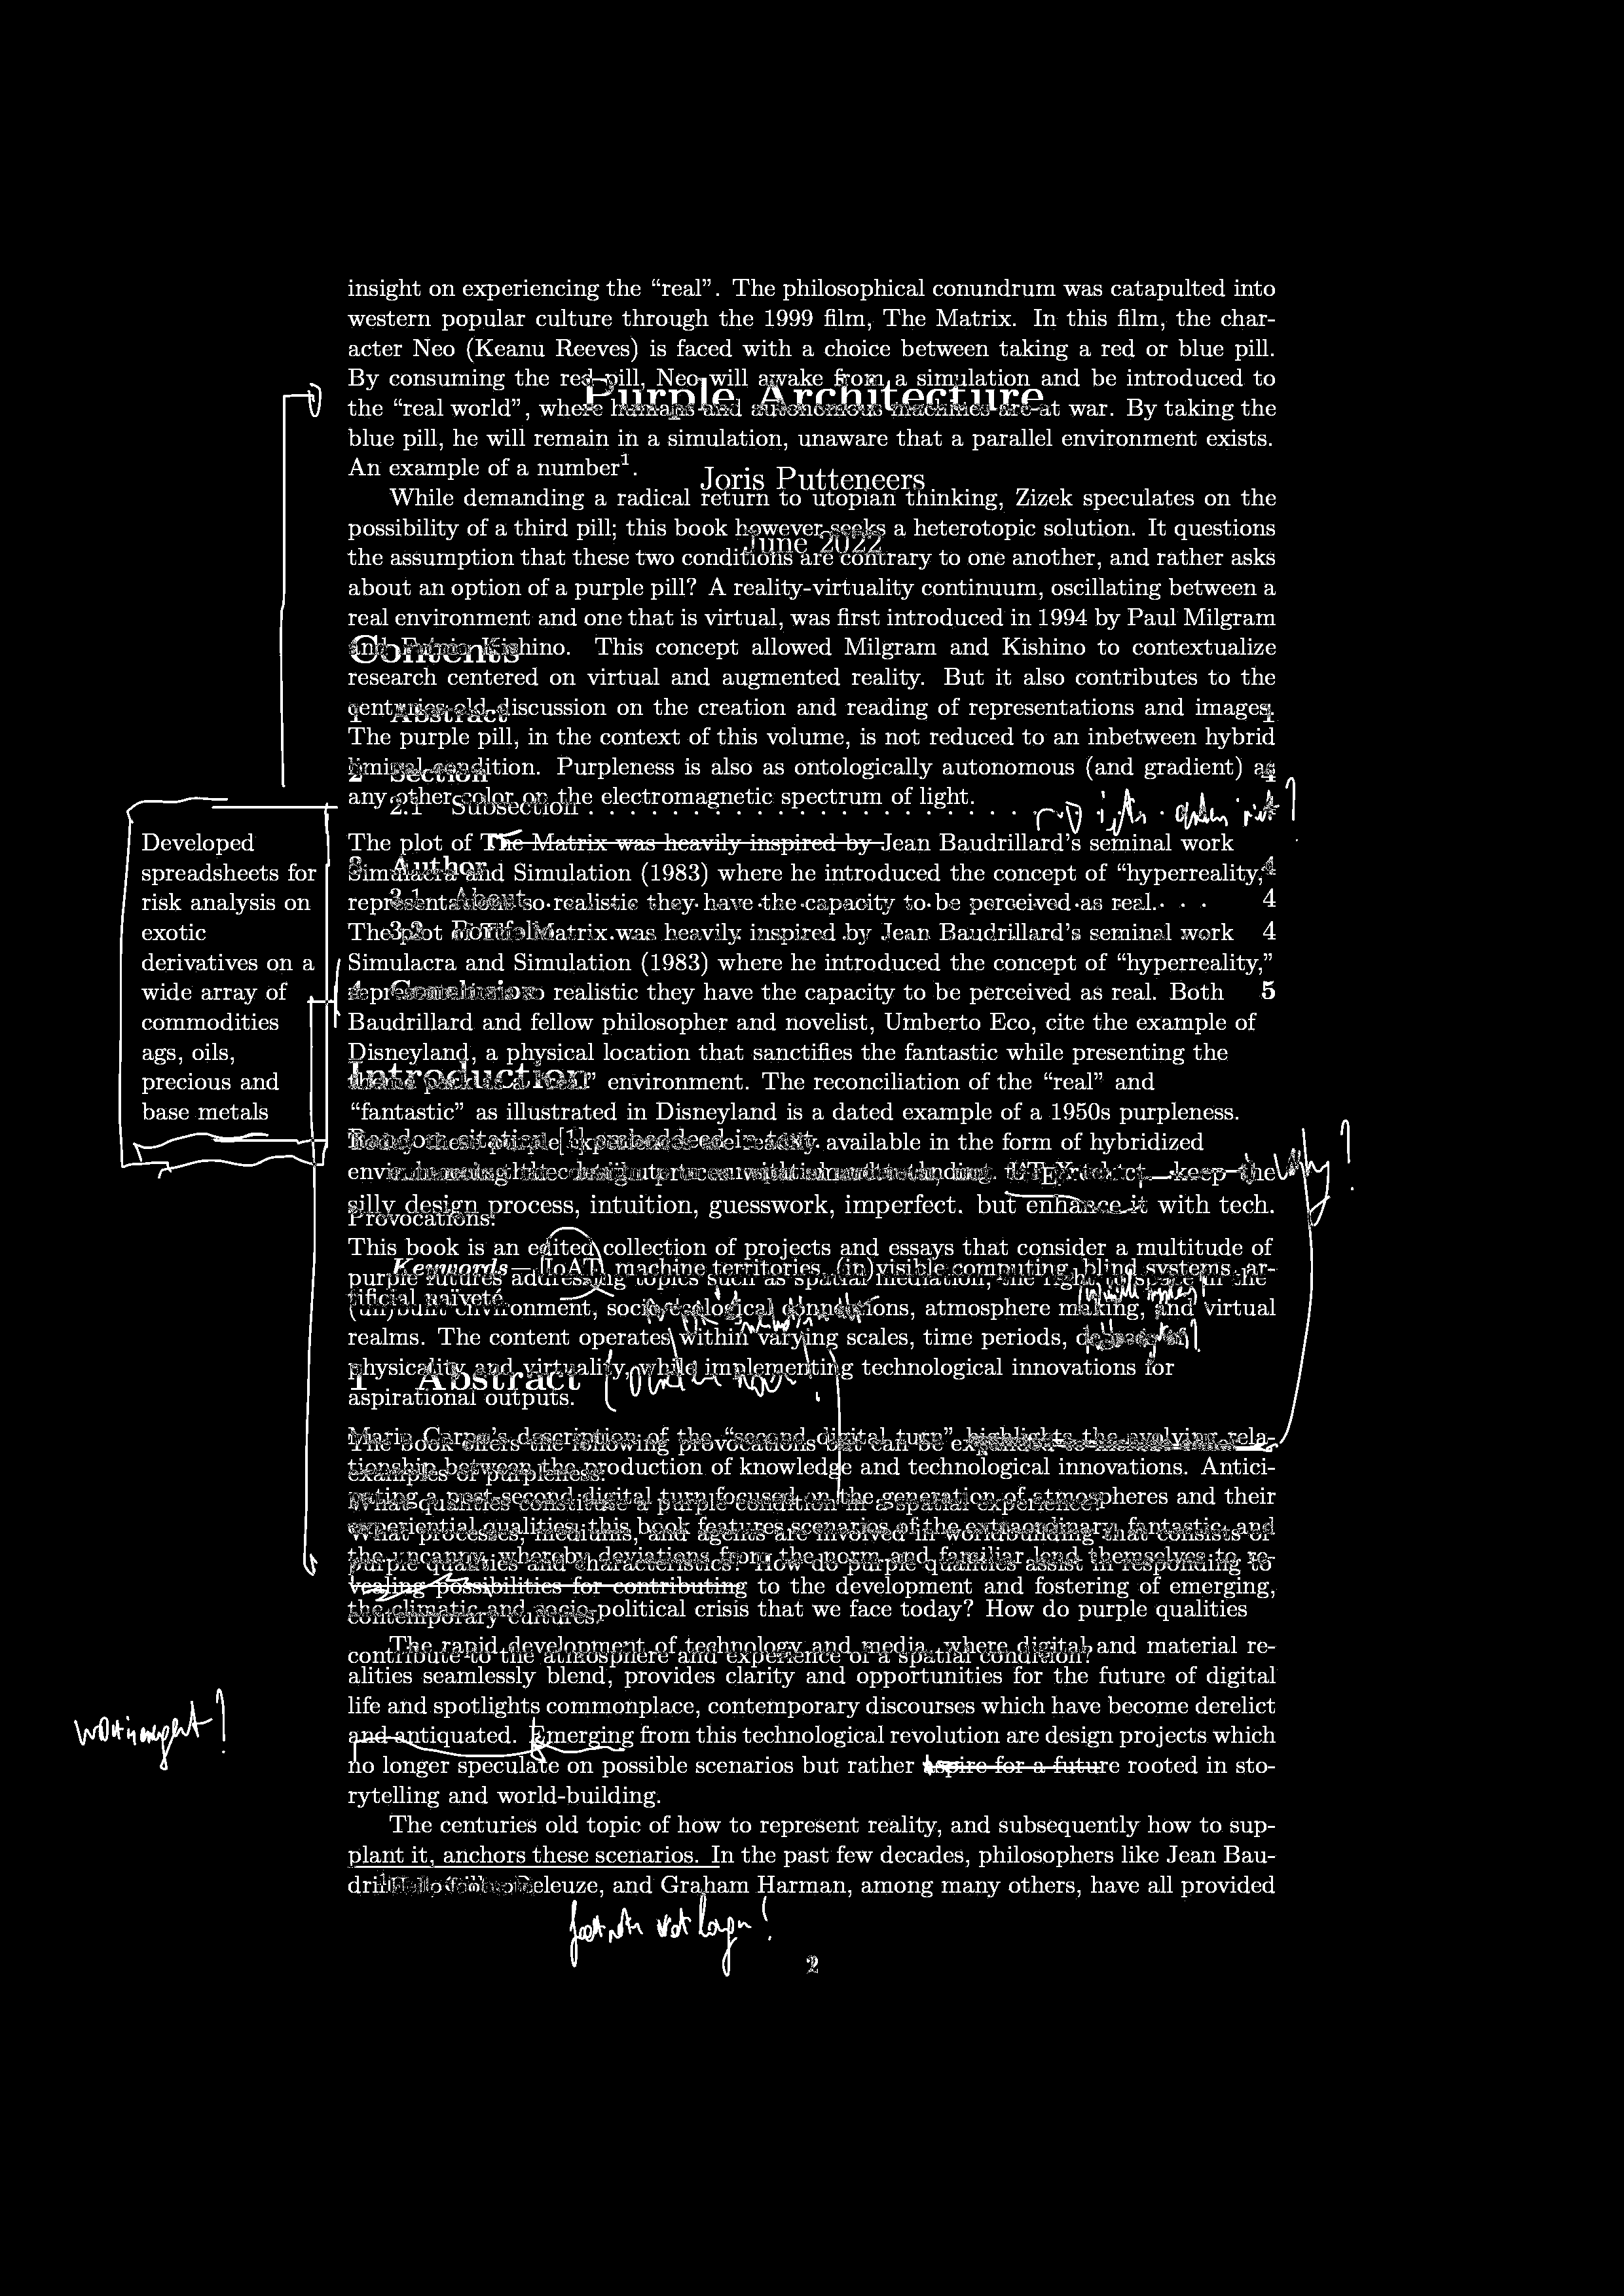 insight on experiencing the “real”. The philosophical conundrum was catapulted into
western popular culture through the 1999 film, The Matrix. In this film, the char-
acter Neo (Keanu Reeves) is faced with a choice between taking a red or blue pill.
By consuming the red pill, Neo will awake from a simulation and be introduced to
Purple Architecture
the “real world”, where humans and autonomous machines are at war. By taking the
blue pill, he will remain in a simulation, unaware that a parallel environment exists.
An example of a number1.
Joris Putteneers
While demanding a radical return to utopian thinking, Zizek speculates on the
possibility of a third pill; this book however seeks a heterotopic solution. It questions
June 2022
the assumption that these two conditions are contrary to one another, and rather asks
about an option of a purple pill? A reality-virtuality continuum, oscillating between a
real environment and one that is virtual, was first introduced in 1994 by Paul Milgram
and Kishino. This concept allowed Milgram and Kishino to contextualize
Contents
research centered on virtual and augmented reality. But it also contributes to the
centuries-old discussion on the creation and reading of representations and images.
1 Abstract
The purple pill, in the context of this volume, is not reduced to an inbetween hybrid
liminal condition. Purpleness is also as ontologically autonomous (and gradient) as
2 Section
any other color on the electromagnetic spectrum of light.
2.1 Subsection . . . . . . . . . . . . . . . . . . . .
Developed
spreadsheets for
risk analysis on
exotic
derivatives on a
wide array of
commodities
ags, oils,
precious and
base metals
The plot of The Matrix was heavily inspired by Jean Baudrillard’s seminal work
3 Author 4
Simulacra and Simulation (1983) where he introduced the concept of “hyperreality,”
3.1 About 4
representations so realistic they have the capacity to be perceived as real.
3.2 Portfolio 4
The plot of The Matrix was heavily inspired by Jean Baudrillard’s seminal work
Simulacra and Simulation (1983) where he introduced the concept of “hyperreality,”
4 Conclusion 5
representations so realistic they have the capacity to be perceived as real. Both
Baudrillard and fellow philosopher and novelist, Umberto Eco, cite the example of
Disneyland, a physical location that sanctifies the fantastic while presenting the
Introduction
” environment. The reconciliation of the “real” and
“fantastic” as illustrated in Disneyland is a dated example of a 1950s purpleness.
Random citation [1] embedded in text.
available in the form of hybridized
keep the
why?
silly design process, intuition, guesswork, imperfect. but enhance it with tech.
Provocations:
This book is an edited collection of projects and essays that consider a multitude of
Keywords— IoAT, machine territories, (in)visible computing, blind systems, ar-
purple futures addressing topics such as spatial mediation, the right to space in the
tificial naïveté
(un)built environment, connections, atmosphere making, and virtual
realms. The content operates within varying scales, time periods,
physicality and virtuality, while implementing technological innovations for
1 Abstract
aspirational outputs.
Mario Carpo’s description of the “second digital turn” highlights the evolving rela-
The book offers the following provocations but can be
tionship between the production of knowledge and technological innovations. Antici-
examples of purpleness:
pating a post-second digital turn focused on the generation of atmospheres and their
What qualities constitute a purple condition in a spatial experience?
experiential qualities; this book features scenarios of the extraordinary, fantastic, and
What processes, mediums, and agents are involved in worldbuilding that consists of
the uncanny, whereby deviations from the norm and familiar lend themselves to re-
purple qualities and characteristics? How do purple qualities assist in responding to
vealing possibilities for contributing to the development and fostering of emerging,
the climatic and socio-political crisis that we face today? How do purple qualities
contemporary cultures.
The rapid development of technology and media, where digital and material re-
contribute to the atmosphere and experience of a spatial condition?
alities seamlessly blend, provides clarity and opportunities for the future of digital
life and spotlights commonplace, contemporary discourses which have become derelict
and antiquated. Emerging from this technological revolution are design projects which
no longer speculate on possible scenarios but rather aspire for a future rooted in sto-
rytelling and world-building.
The centuries old topic of how to represent reality, and subsequently how to sup-
plant it, anchors these scenarios. In the past few decades, philosophers like Jean Bau-
Deleuze, and Graham Harman, among many others, have all provided
2